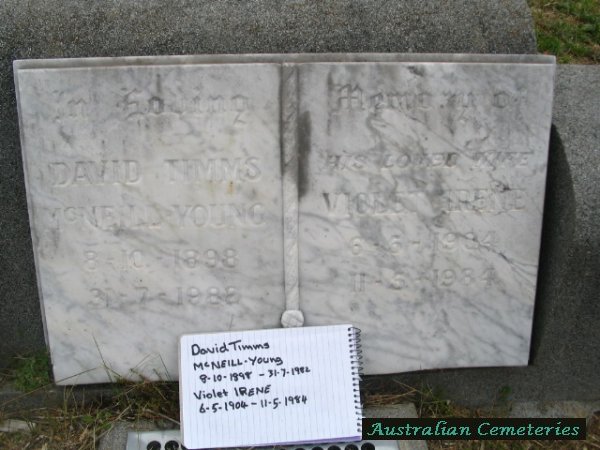 In Loving
Memory of
DAVID TIMMS
McNEILL-YOUNG
8-10-1898
31-7-1982
HIS LOVED WIFE
VIOLET IRENE
6-5-1904
11-5-1984
David Timms
McNEILL-Young
8-10-1898 - 31-7-1982
Violet IRENE
6-5-1904 - 11-5-1984
Australian Cemeteries